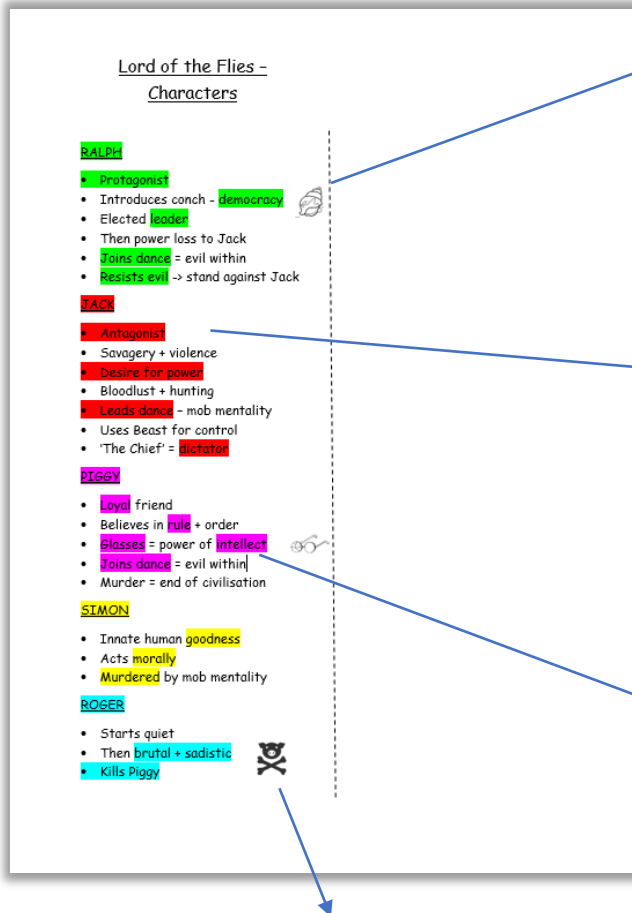 Lord of the Flies –
Characters
RALPH
• Protagonist
• Introduces conch - democracy
• Elected leader
• Then power loss to Jack
• Joins dance = evil within
• Resists evil -> stand against Jack
JACK
• Antagonist
• Savagery + violence
• Desire for power
• Bloodlust + hunting
• Leads dance – mob mentality
• Uses Beast for control
• 'The Chief' = dictator
PIGGY
• Loyal friend
• Believes in rule + order
• Glasses = power of intellect
• Joins dance = evil within
• Murder = end of civilisation
SIMON
• Innate human goodness
• Acts morally
• Murdered by mob mentality
ROGER
• Starts quiet
• Then brutal + sadistic
• Kills Piggy